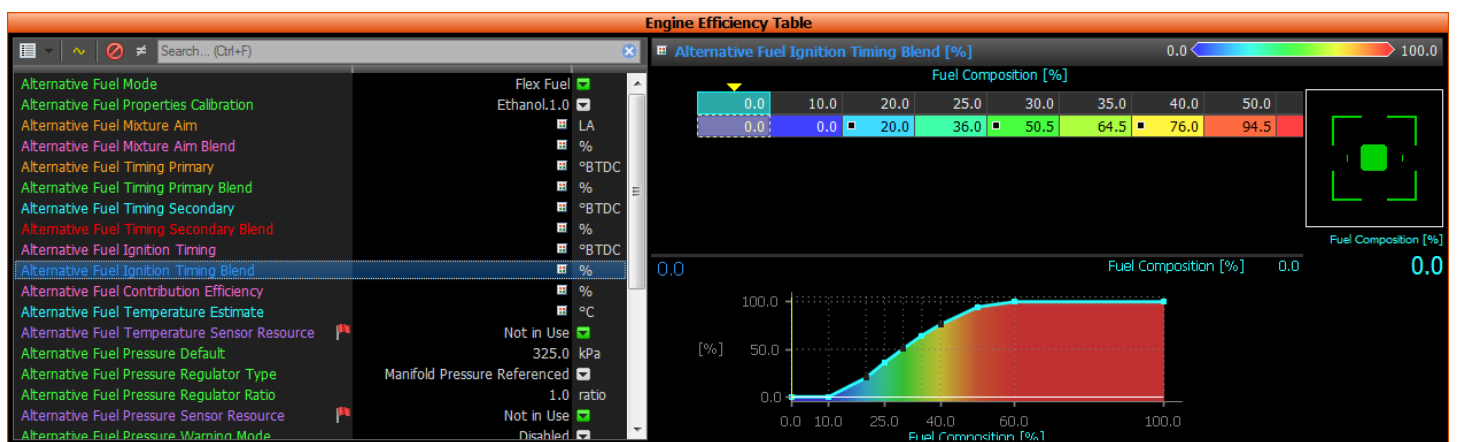 Engine Efficiency Table
Search... (Ctrl+F)
Alternative Fuel Mode Flex Fuel
Alternative Fuel Properties Calibration Ethanol.1.0
Alternative Fuel Mixture Aim LA
Alternative Fuel Mixture Aim Blend %
Alternative Fuel Timing Primary °BTDC
Alternative Fuel Timing Primary Blend %
Alternative Fuel Timing Secondary °BTDC
Alternative Fuel Timing Secondary Blend %
Alternative Fuel Ignition Timing °BTDC
Alternative Fuel Ignition Timing Blend %
Alternative Fuel Contribution Efficiency %
Alternative Fuel Temperature Estimate °C
Alternative Fuel Temperature Sensor Resource Not in Use
Alternative Fuel Pressure Default 325.0 kPa
Alternative Fuel Pressure Regulator Type Manifold Pressure Referenced
Alternative Fuel Pressure Regulator Ratio 1.0 ratio
Alternative Fuel Pressure Sensor Resource Not in Use
Alternative Fuel Pressure Warning Mode Disabled
Alternative Fuel Ignition Timing Blend [%] 0.0 100.0
Fuel Composition [%]
0.0 10.0 20.0 25.0 30.0 35.0 40.0 50.0
0.0 0.0 20.0 36.0 50.5 64.5 76.0 94.5
Fuel Composition [%]
0.0 Fuel Composition [%] 0.0 0.0
100.0
[%] 50.0
0.0
0.0 10.0 25.0 40.0 60.0 100.0
Fuel Composition [%]